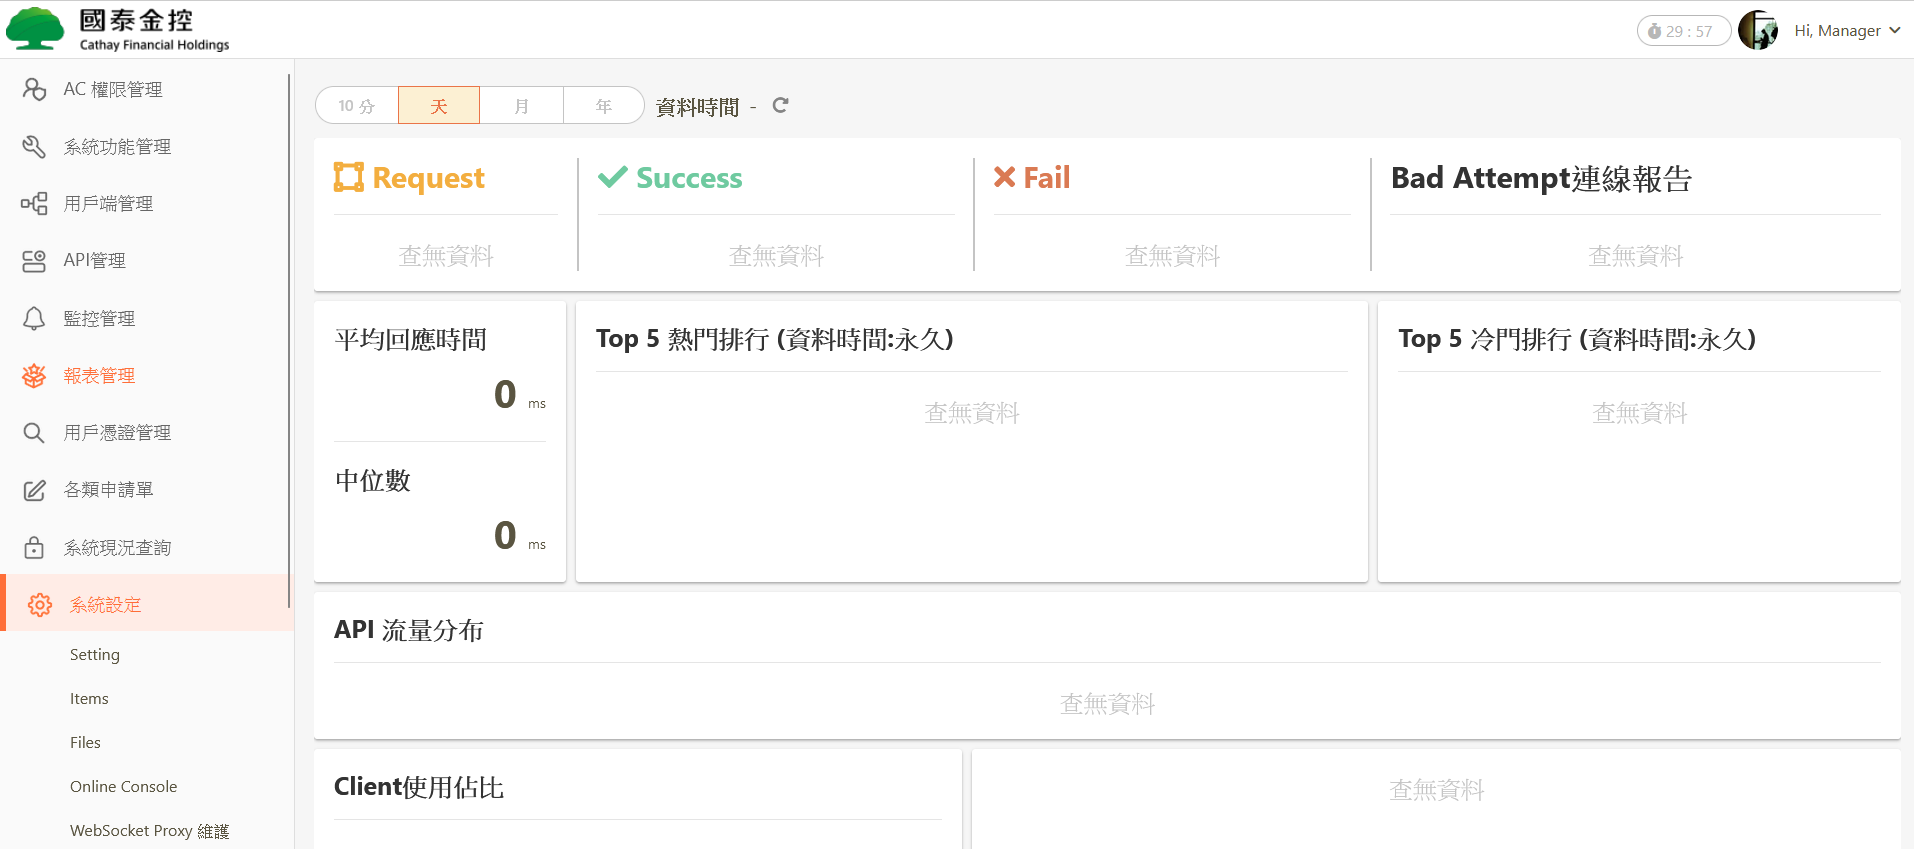 國泰金控
Cathay Financial Holdings
29 : 57
Hi, Manager
AC 權限管理
系統功能管理
用戶端管理
API管理
監控管理
報表管理
用戶憑證管理
各類申請單
系統現況查詢
系統設定
Setting
Items
Files
Online Console
WebSocket Proxy 維護
10 分
天
月
年
資料時間 -
Request
查無資料
Success
查無資料
Fail
查無資料
Bad Attempt連線報告
查無資料
平均回應時間
0 ms
中位數
0 ms
Top 5 熱門排行 (資料時間:永久)
查無資料
Top 5 冷門排行 (資料時間:永久)
查無資料
API 流量分布
查無資料
Client使用佔比
查無資料